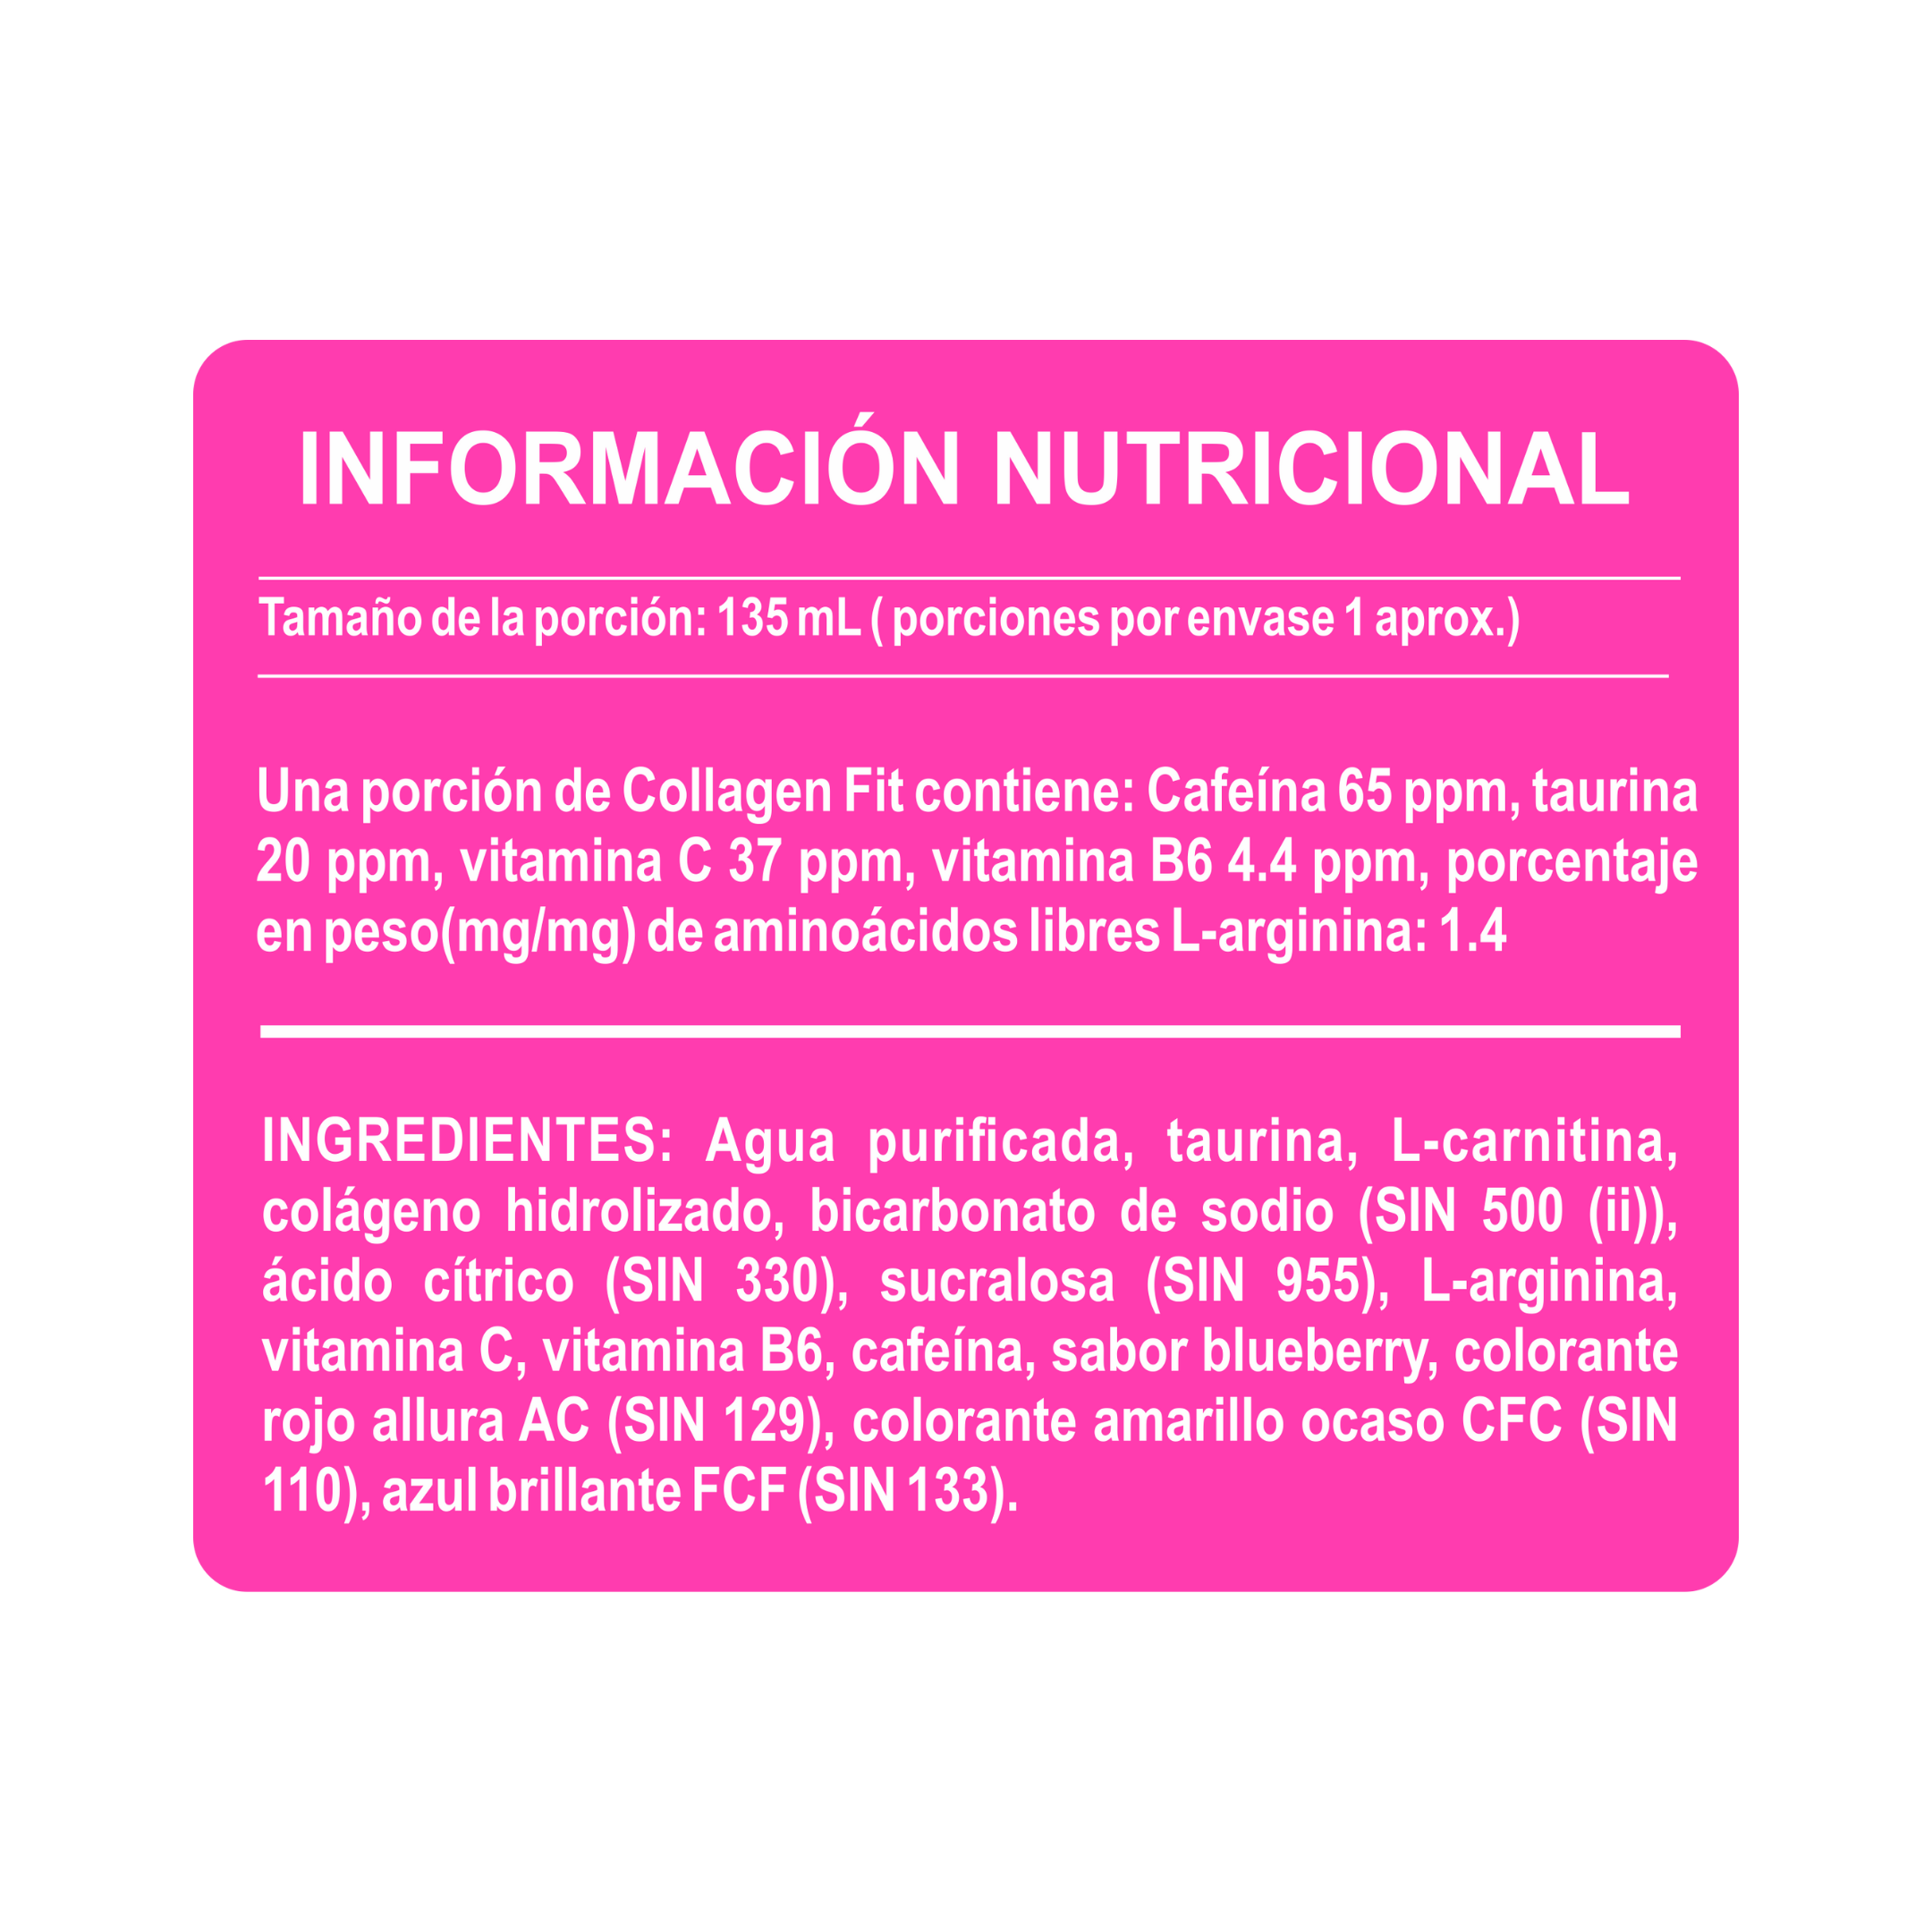 INFORMACIÓN NUTRICIONAL
Tamaño de la porción: 135 mL (porciones por envase 1 aprox.)
Una porción de Collagen Fit contiene: Cafeína 65ppm, taurina
20 ppm, vitamina C 37 ppm, vitamina B6 4.4 ppm, porcentaje
en peso(mg/mg)de aminoácidos libres L-arginina: 1.4
INGREDIENTES: Agua purificada, taurina, L-carnitina,
colágeno hidrolizado, bicarbonato de sodio (SIN 500 (ii)),
ácido cítrico (SIN 330), sucralosa (SIN 955), L-arginina,
vitamina C, vitamina B6, cafeína, sabor blueberry, colorante
rojo allura AC (SIN 129), colorante amarillo ocaso CFC (SIN
110), azul brillante FCF (SIN 133).